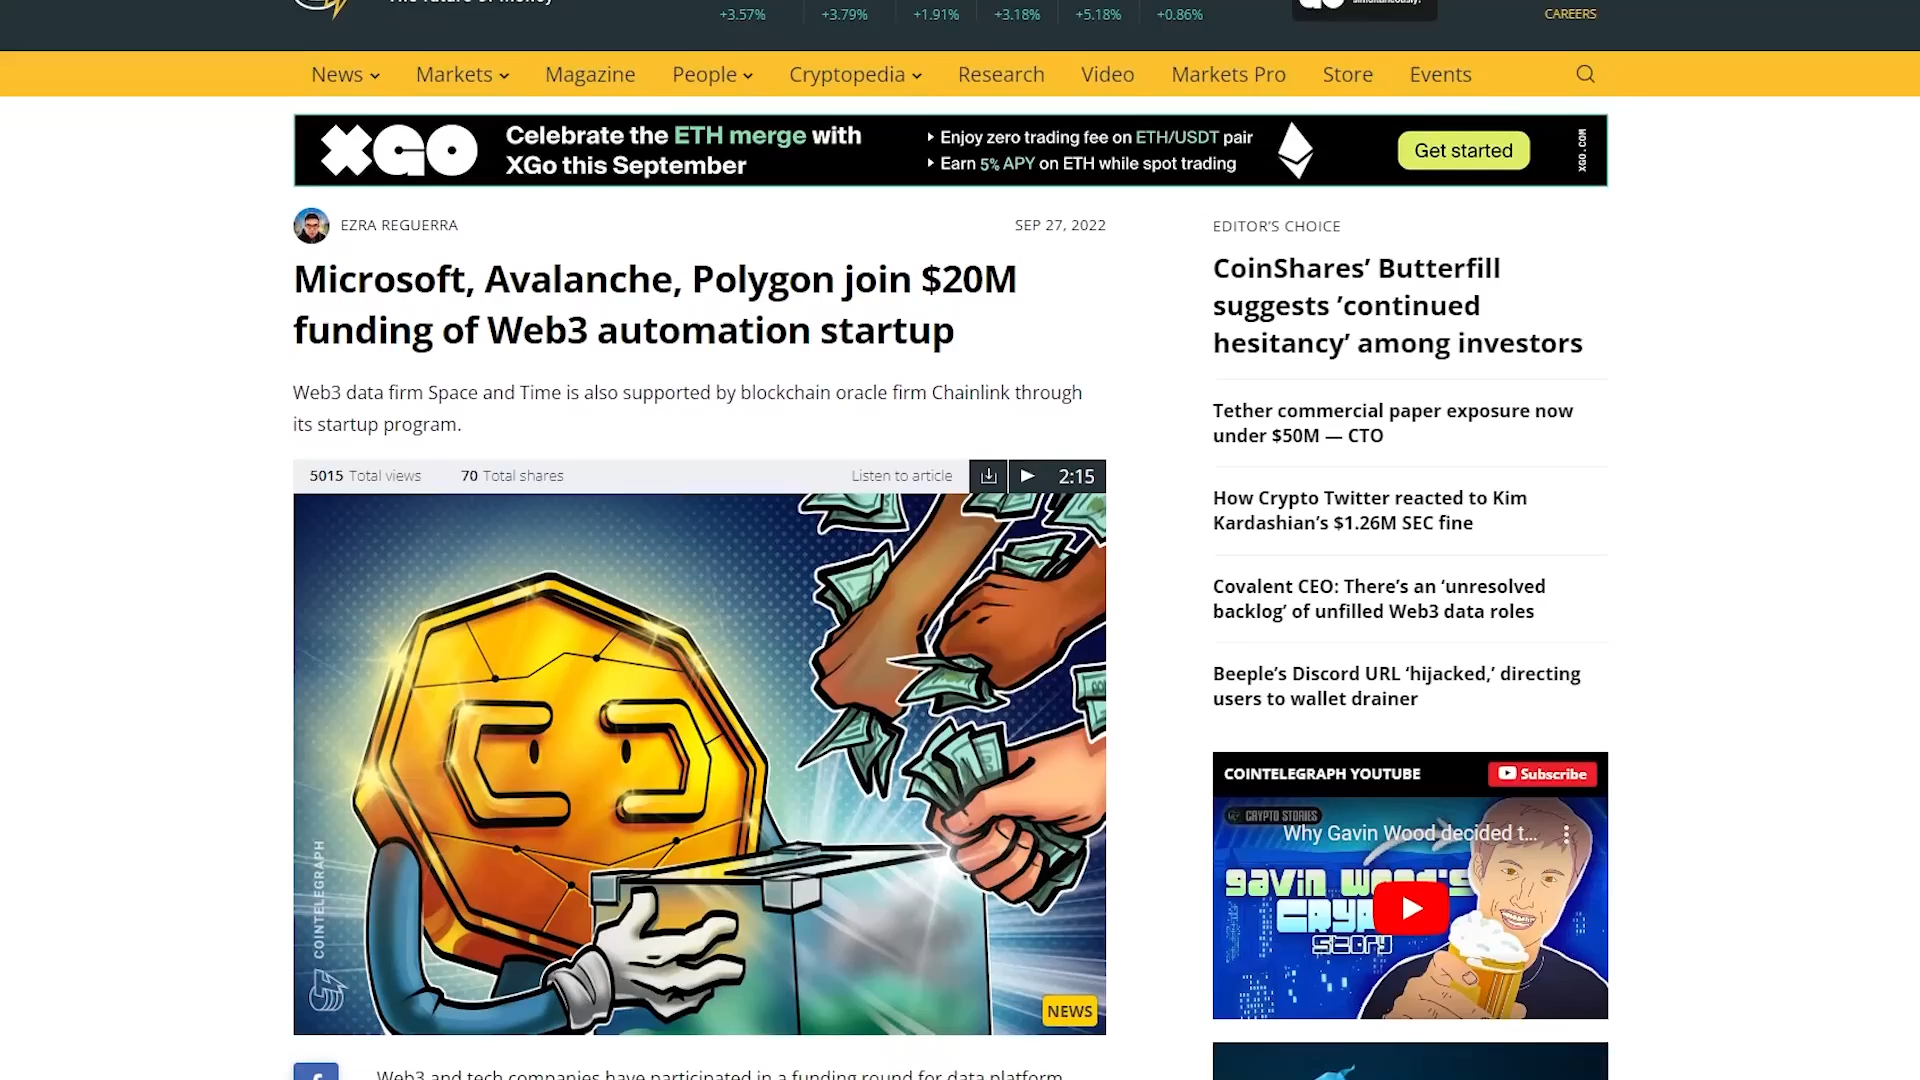 The future of money
+3.57% +3.79% +1.91% +3.18% +5.18% +0.86%
simultaneously!
CAREERS
News Markets Magazine People Cryptopedia Research Video Markets Pro Store Events
XGO
Celebrate the ETH merge with
XGo this September
Enjoy zero trading fee on ETH/USDT pair
Earn 5% APY on ETH while spot trading
Get started
XGO.COM
EZRA REGUERRA
SEP 27, 2022
Microsoft, Avalanche, Polygon join $20M
funding of Web3 automation startup
Web3 data firm Space and Time is also supported by blockchain oracle firm Chainlink through
its startup program.
5015 Total views 70 Total shares
Listen to article 2:15
COINTELEGRAPH
NEWS
Web3 and tech companies have participated in a funding round for data platform
EDITOR’S CHOICE
CoinShares’ Butterfill
suggests ‘continued
hesitancy’ among investors
Tether commercial paper exposure now
under $50M — CTO
How Crypto Twitter reacted to Kim
Kardashian’s $1.26M SEC fine
Covalent CEO: There’s an ‘unresolved
backlog’ of unfilled Web3 data roles
Beeple’s Discord URL ‘hijacked,’ directing
users to wallet drainer
COINTELEGRAPH YOUTUBE
Subscribe
CRYPTO STORIES
Why Gavin Wood decided t...
GAVIN WOOD'S
STORY